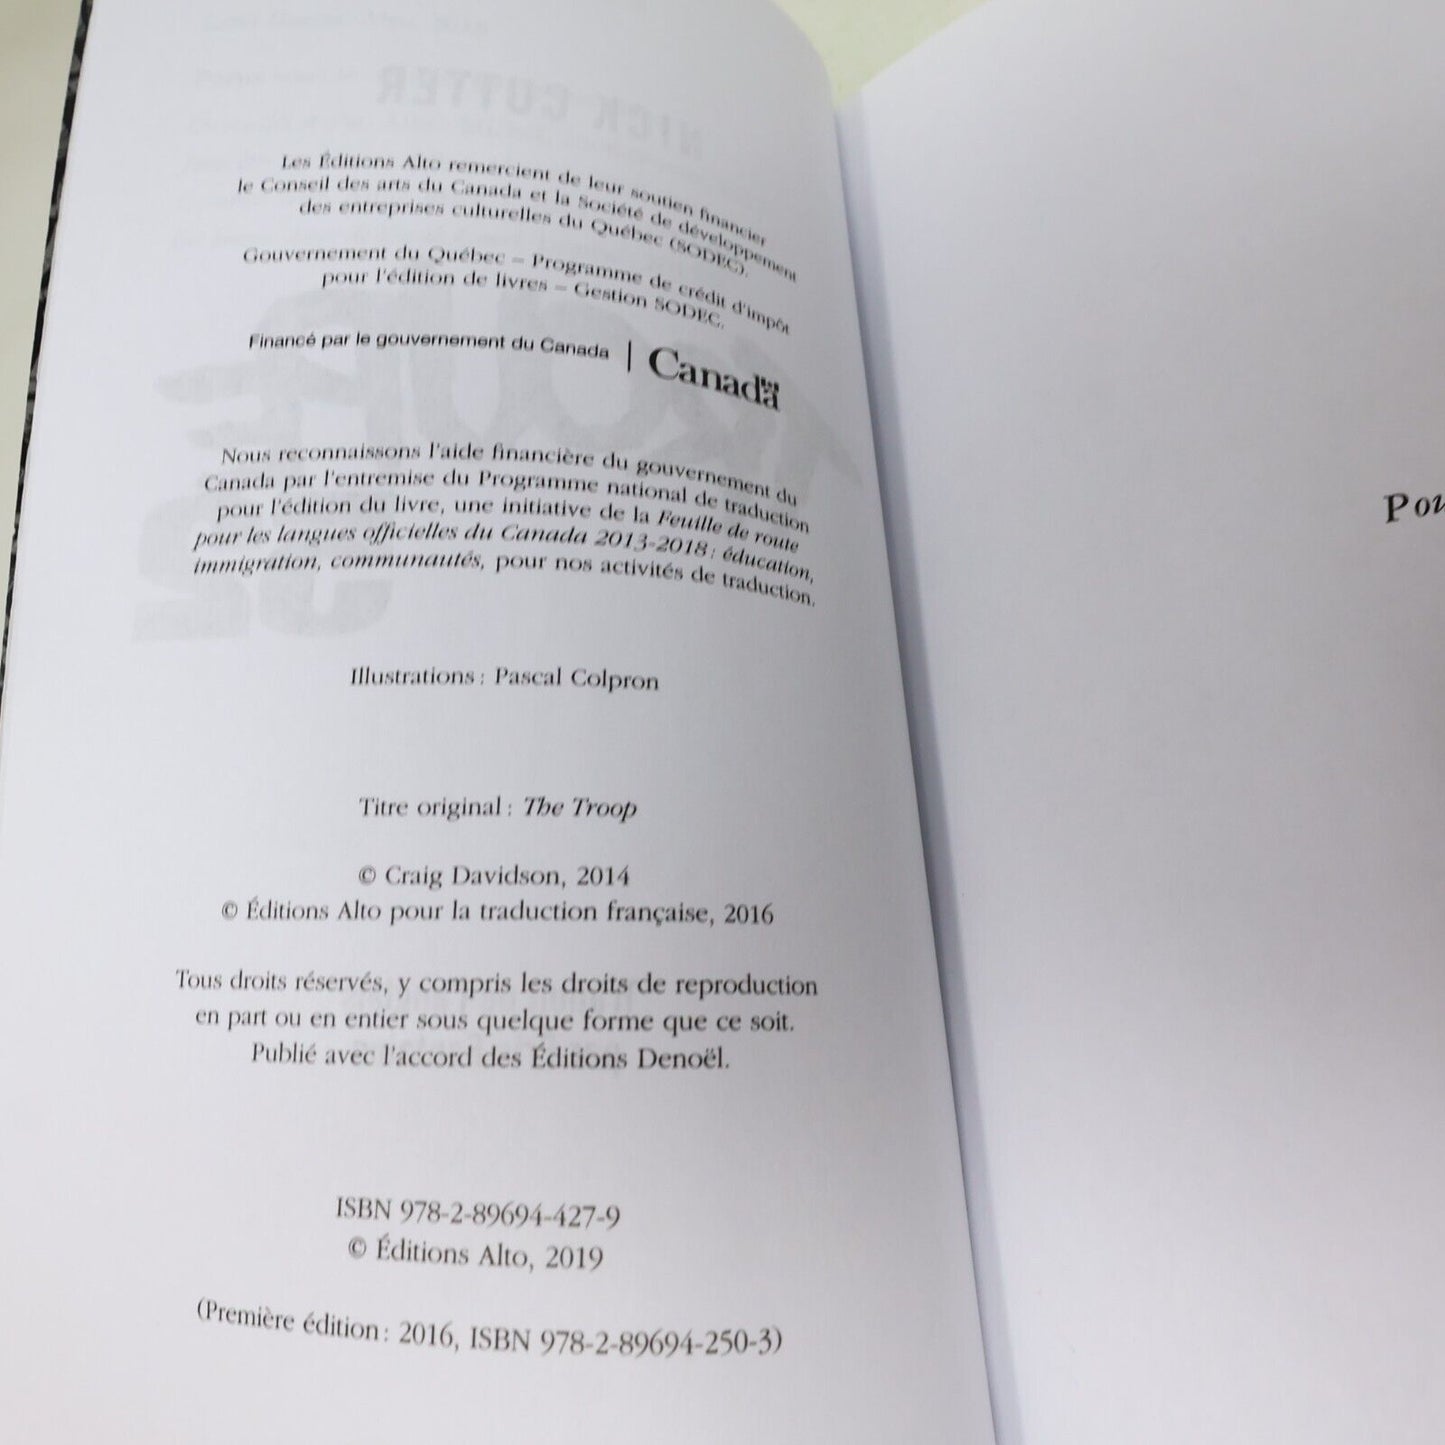 Les Éditions Alto remercient de leur soutien financier
le Conseil des arts du Canada et la Société de développement
des entreprises culturelles du Québec (SODEC).
Gouvernement du Québec – Programme de crédit d'impôt
pour l'édition de livres – Gestion SODEC.
Financé par le gouvernement du Canada | Canada
Nous reconnaissons l'aide financière du gouvernement du
Canada par l'entremise du Programme national de traduction
pour l'édition du livre, une initiative de la Feuille de route
pour les langues officielles du Canada 2013-2018 : éducation,
immigration, communautés, pour nos activités de traduction.
Illustrations : Pascal Colpron
Titre original : The Troop
© Craig Davidson, 2014
© Éditions Alto pour la traduction française, 2016
Tous droits réservés, y compris les droits de reproduction
en part ou en entier sous quelque forme que ce soit.
Publié avec l'accord des Éditions Denoël.
ISBN 978-2-89694-427-9
© Éditions Alto, 2019
(Première édition : 2016, ISBN 978-2-89694-250-3)
NICK CUTTER